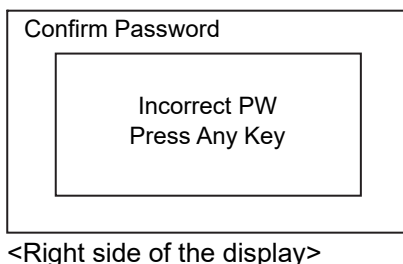 Confirm Password
Incorrect PW
Press Any Key
<Right side of the display>